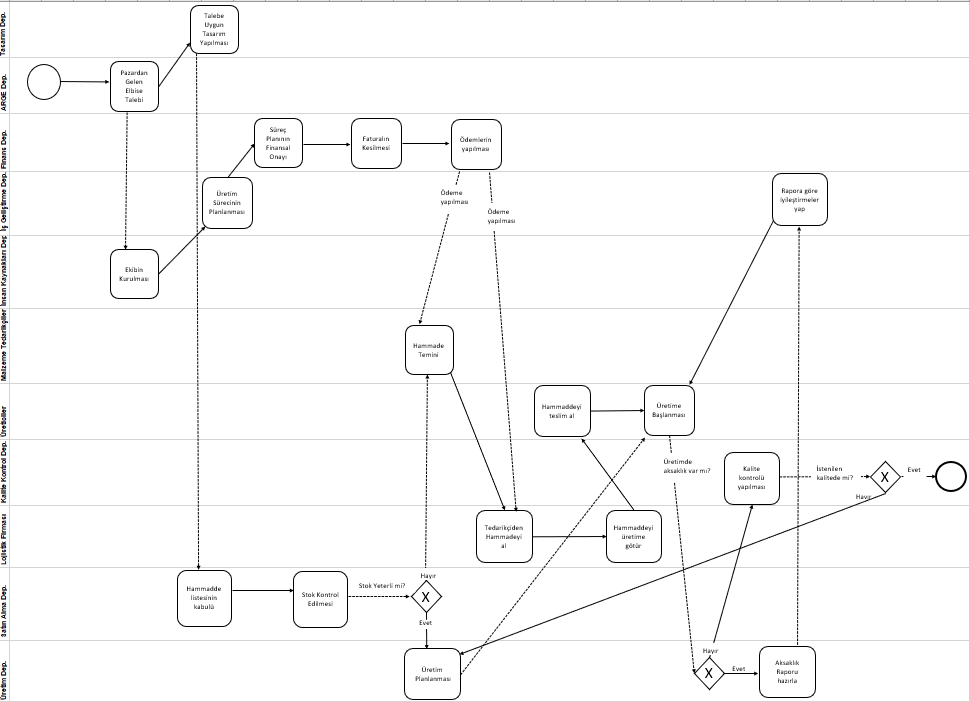 Tasarım Dep.
Talebe
Uygun
Tasarım
Yapılması
ARGE Dep.
Pazardan
Gelen
Elbise
Talebi
Finans Dep.
Süreç
Planının
Finansal
Onayı
Faturalın
Kesilmesi
Ödemlerin
yapılması
İş Geliştirme Dep.
Üretim
Sürecinin
Planlanması
Ödeme
yapılması
Ödeme
yapılması
Rapora göre
iyileştirmeler
yap
İnsan Kaynakları Dep.
Ekibin
Kurulması
Malzeme Tedarikçiler
Hammade
Temini
Üreticiler
Hammaddeyi
teslim al
Üretime
Başlanması
Kalite Kontrol Dep.
Üretimde
aksaklık var mı?
Kalite
kontrolü
yapılması
İstenilen
kalitede mi?
X
Evet
Hayır
Lojistik Firması
Tedarikçiden
Hammadeyi
al
Hammaddeyi
üretime
götür
Satın Alma Dep.
Hammadde
listesinin
kabulü
Stok Kontrol
Edilmesi
Stok Yeterli mi?
Hayır
X
Evet
Üretim Dep.
Üretim
Planlanması
Hayır
X
Evet
Aksaklık
Raporu
hazırla